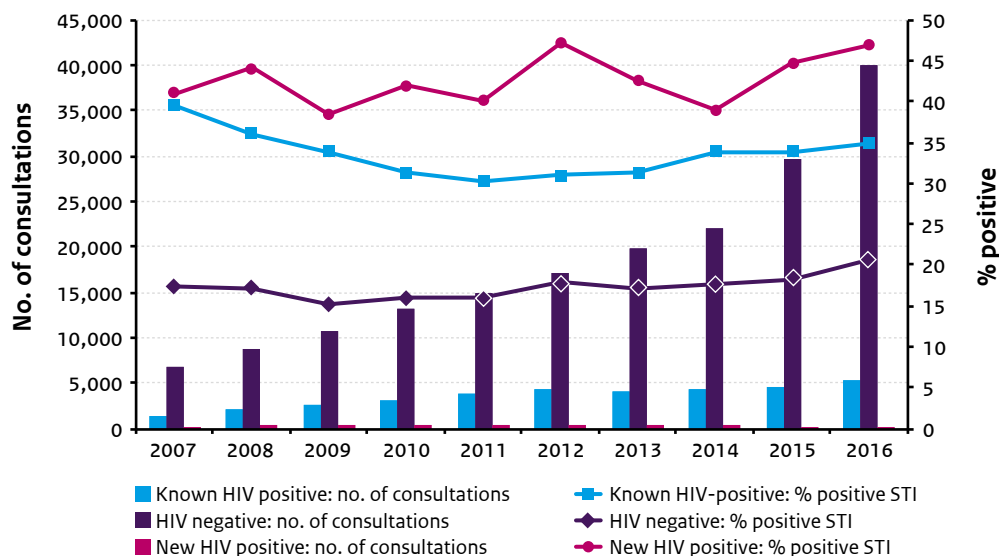 45,000
40,000
35,000
30,000
25,000
20,000
15,000
10,000
5,000
0
No. of consultations
50
45
40
35
30
25
20
15
10
5
0
% positive
2007 2008 2009 2010 2011 2012 2013 2014 2015 2016
Known HIV positive: no. of consultations
HIV negative: no. of consultations
New HIV positive: no. of consultations
Known HIV-positive: % positive STI
HIV negative: % positive STI
New HIV positive: % positive STI